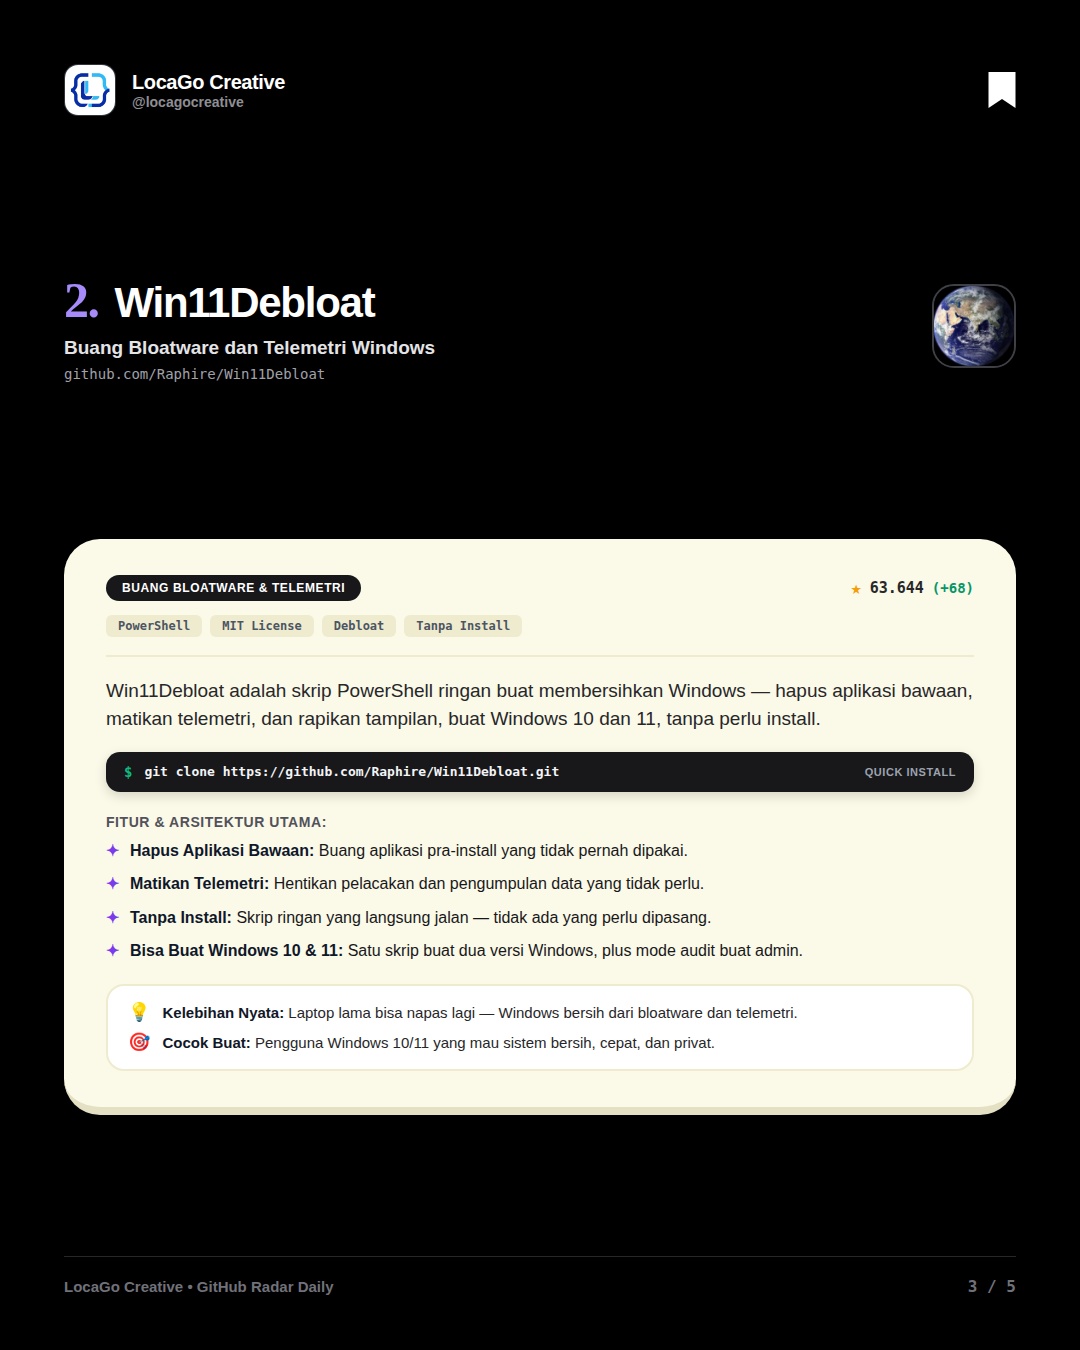 LocaGo Creative
@locagocreative
2. Win11Debloat
Buang Bloatware dan Telemetri Windows
github.com/Raphire/Win11Debloat
BUANG BLOATWARE & TELEMETRI
★ 63.644 (+68)
PowerShell MIT License Debloat Tanpa Install
Win11Debloat adalah skrip PowerShell ringan buat membersihkan Windows — hapus aplikasi bawaan,
matikan telemetri, dan rapikan tampilan, buat Windows 10 dan 11, tanpa perlu install.
$ git clone https://github.com/Raphire/Win11Debloat.git QUICK INSTALL
FITUR & ARSITEKTUR UTAMA:
✦ Hapus Aplikasi Bawaan: Buang aplikasi pra-install yang tidak pernah dipakai.
✦ Matikan Telemetri: Hentikan pelacakan dan pengumpulan data yang tidak perlu.
✦ Tanpa Install: Skrip ringan yang langsung jalan — tidak ada yang perlu dipasang.
✦ Bisa Buat Windows 10 & 11: Satu skrip buat dua versi Windows, plus mode audit buat admin.
💡 Kelebihan Nyata: Laptop lama bisa napas lagi — Windows bersih dari bloatware dan telemetri.
🎯 Cocok Buat: Pengguna Windows 10/11 yang mau sistem bersih, cepat, dan privat.
LocaGo Creative • GitHub Radar Daily
3 / 5